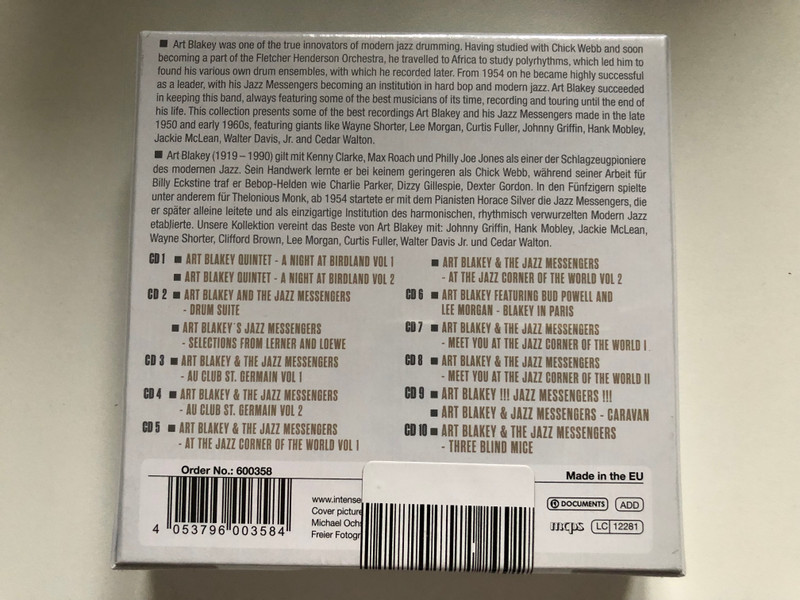 ■ Art Blakey was one of the true innovators of modern jazz drumming. Having studied with Chick Webb and soon
becoming a part of the Fletcher Henderson Orchestra, he travelled to Africa to study polyrhythms, which led him to
found his various own drum ensembles, with which he recorded later. From 1954 on he became highly successful
as a leader, with his Jazz Messengers becoming an institution in hard bop and modern jazz. Art Blakey succeeded
in keeping this band, always featuring some of the best musicians of its time, recording and touring until the end of
his life. This collection presents some of the best recordings Art Blakey and his Jazz Messengers made in the late
1950 and early 1960s, featuring giants like Wayne Shorter, Lee Morgan, Curtis Fuller, Johnny Griffin, Hank Mobley,
Jackie McLean, Walter Davis, Jr. and Cedar Walton.
■ Art Blakey (1919 – 1990) gilt mit Kenny Clarke, Max Roach und Philly Joe Jones als einer der Schlagzeugpioniere
des modernen Jazz. Sein Handwerk lernte er bei keinem geringeren als Chick Webb, während seiner Arbeit für
Billy Eckstine traf er Bebop-Helden wie Charlie Parker, Dizzy Gillespie, Dexter Gordon. In den Fünfzigern spielte
unter anderem für Thelonious Monk, ab 1954 startete er mit dem Pianisten Horace Silver die Jazz Messengers, die
er später alleine leitete und als einzigartige Institution des harmonischen, rhythmisch verwurzelten Modern Jazz
etablierte. Unsere Kollektion vereint das Beste von Art Blakey mit: Johnny Griffin, Hank Mobley, Jackie McLean,
Wayne Shorter, Clifford Brown, Lee Morgan, Curtis Fuller, Walter Davis Jr. und Cedar Walton.
CD 1 ■ ART BLAKEY QUINTET - A NIGHT AT BIRDLAND VOL 1
■ ART BLAKEY QUINTET - A NIGHT AT BIRDLAND VOL 2
CD 2 ■ ART BLAKEY AND THE JAZZ MESSENGERS
- DRUM SUITE
■ ART BLAKEY'S JAZZ MESSENGERS
- SELECTIONS FROM LERNER AND LOEWE
CD 3 ■ ART BLAKEY & THE JAZZ MESSENGERS
- AU CLUB ST. GERMAIN VOL 1
CD 4 ■ ART BLAKEY & THE JAZZ MESSENGERS
- AU CLUB ST. GERMAIN VOL 2
CD 5 ■ ART BLAKEY & THE JAZZ MESSENGERS
- AT THE JAZZ CORNER OF THE WORLD VOL 1
■ ART BLAKEY & THE JAZZ MESSENGERS
- AT THE JAZZ CORNER OF THE WORLD VOL 2
CD 6 ■ ART BLAKEY FEATURING BUD POWELL AND
LEE MORGAN - BLAKEY IN PARIS
CD 7 ■ ART BLAKEY & THE JAZZ MESSENGERS
- MEET YOU AT THE JAZZ CORNER OF THE WORLD I
CD 8 ■ ART BLAKEY & THE JAZZ MESSENGERS
- MEET YOU AT THE JAZZ CORNER OF THE WORLD II
CD 9 ■ ART BLAKEY !!! JAZZ MESSENGERS !!!
■ ART BLAKEY & JAZZ MESSENGERS - CARAVAN
CD 10 ■ ART BLAKEY & THE JAZZ MESSENGERS
- THREE BLIND MICE
Order No.: 600358
4 053796 003584
www.intense
Cover picture
Michael Ochs
Freier Fotogr
Made in the EU
DOCUMENTS ADD
mcps LC 12281